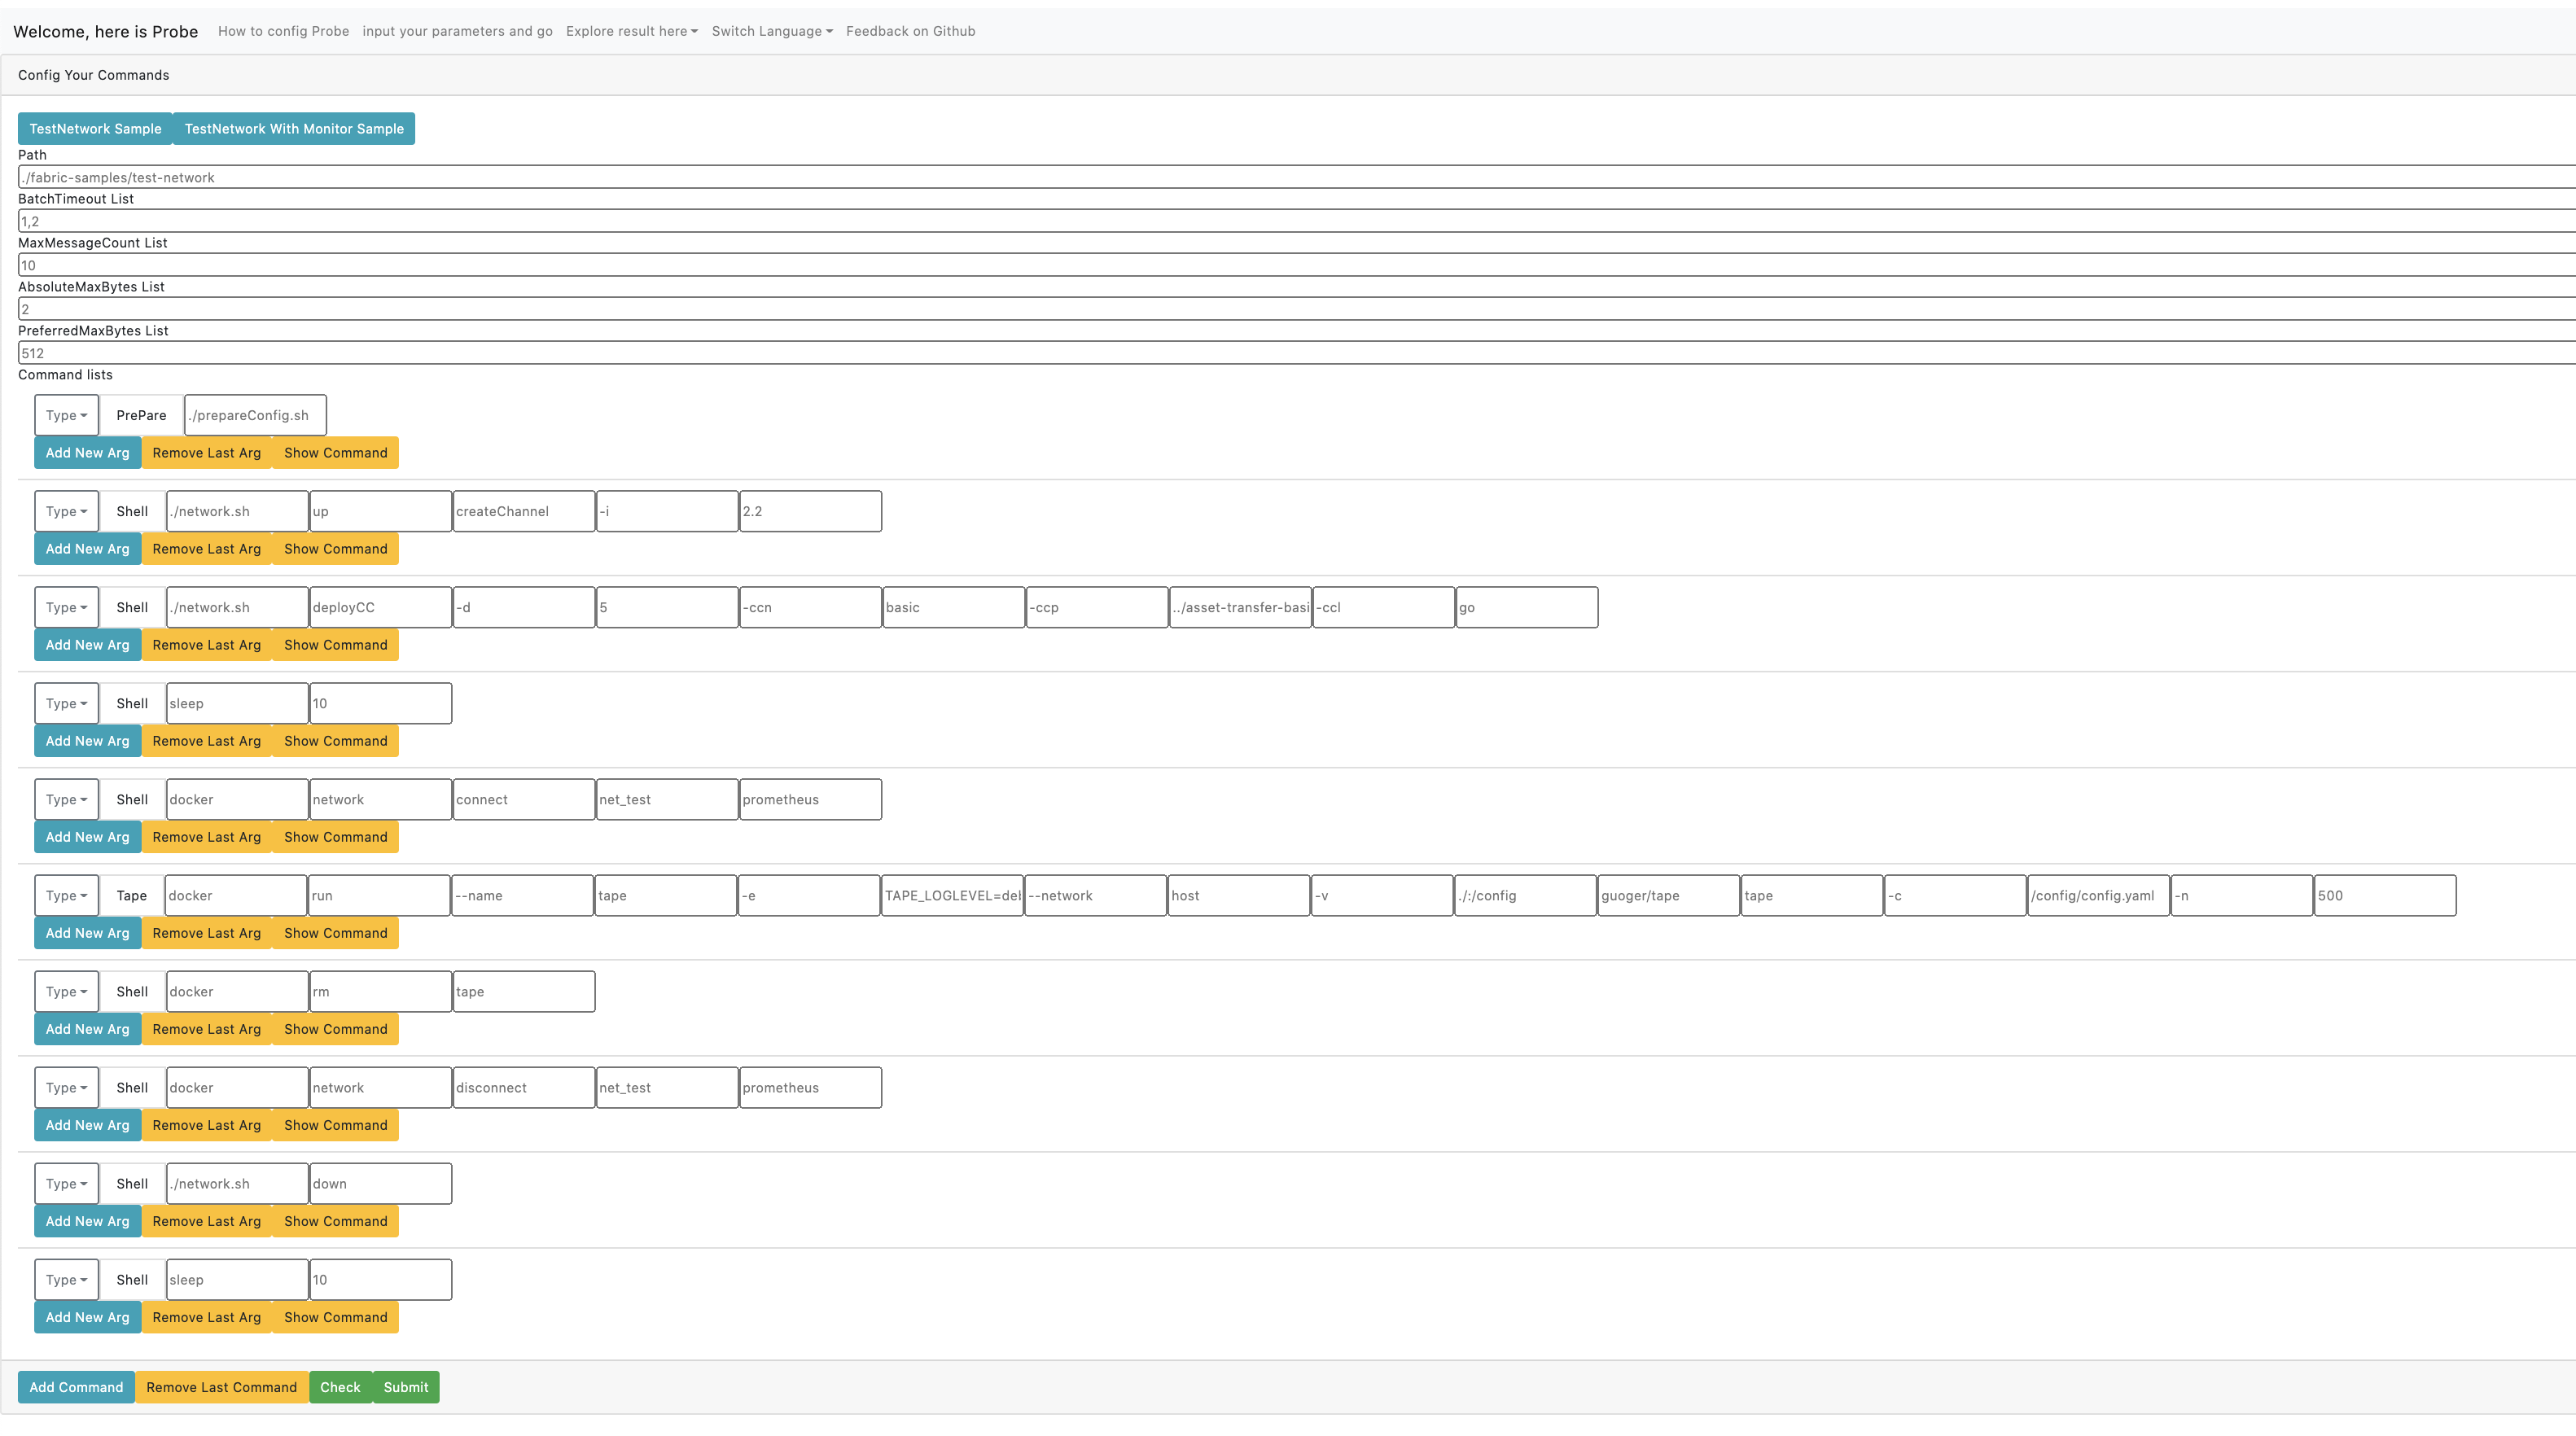 Welcome, here is Probe How to config Probe input your parameters and go Explore result here Switch Language Feedback on Github
Config Your Commands
TestNetwork Sample TestNetwork With Monitor Sample
Path
./fabric-samples/test-network
BatchTimeout List
1,2
MaxMessageCount List
10
AbsoluteMaxBytes List
2
PreferredMaxBytes List
512
Command lists
Type PrePare ./prepareConfig.sh
Add New Arg Remove Last Arg Show Command
Type Shell ./network.sh up createChannel -i 2.2
Add New Arg Remove Last Arg Show Command
Type Shell ./network.sh deployCC -d 5 -ccn basic -ccp ../asset-transfer-basi -ccl go
Add New Arg Remove Last Arg Show Command
Type Shell sleep 10
Add New Arg Remove Last Arg Show Command
Type Shell docker network connect net_test prometheus
Add New Arg Remove Last Arg Show Command
Type Tape docker run --name tape -e TAPE_LOGLEVEL=de --network host -v ./:/config guoger/tape tape -c /config/config.yaml -n 500
Add New Arg Remove Last Arg Show Command
Type Shell docker rm tape
Add New Arg Remove Last Arg Show Command
Type Shell docker network disconnect net_test prometheus
Add New Arg Remove Last Arg Show Command
Type Shell ./network.sh down
Add New Arg Remove Last Arg Show Command
Type Shell sleep 10
Add New Arg Remove Last Arg Show Command
Add Command Remove Last Command Check Submit